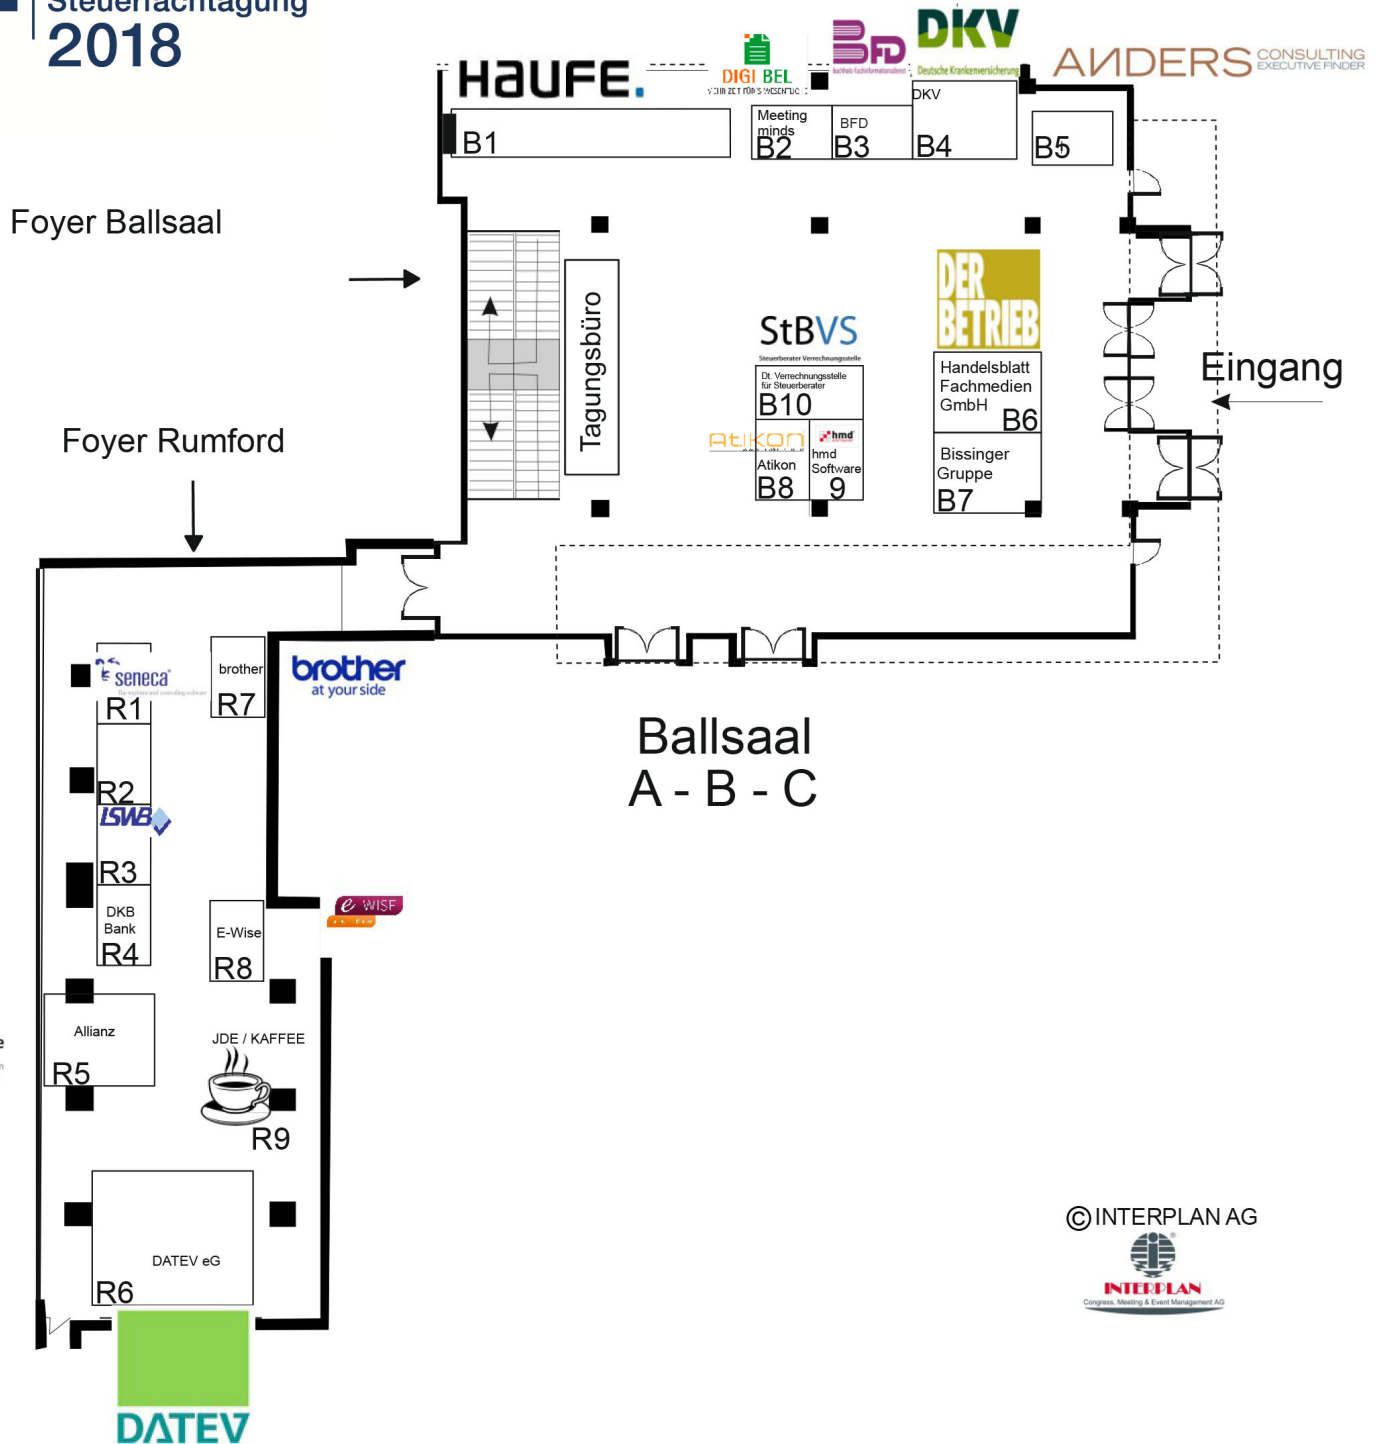 Steuerfachtagung
2018
HAUFE.
DIGI BEL
BFD
buchholz-fachinformationsdienst
DKV
Deutsche Krankenversicherung
ANDERS CONSULTING
EXECUTIVE FINDER
B1
Meeting
minds
B2
BFD
B3
DKV
B4
B5
Foyer Ballsaal
Tagungsbüro
DER
BETRIEB
StBVS
Steuerberater Verrechnungsstelle
Dt. Verrechnungsstelle
für Steuerberater
B10
Handelsblatt
Fachmedien
GmbH
B6
Eingang
Atikon
hmd
Atikon
B8
hmd
Software
9
Bissinger
Gruppe
B7
Foyer Rumford
seneca
R1
brother
R7
brother
at your side
Ballsaal
A - B - C
R2
LSWB
R3
DKB
Bank
R4
E-Wise
R8
e WISE
Allianz
R5
JDE / KAFFEE
R9
DATEV eG
R6
DATEV
© INTERPLAN AG
INTERPLAN
Congress, Meeting & Event Management AG